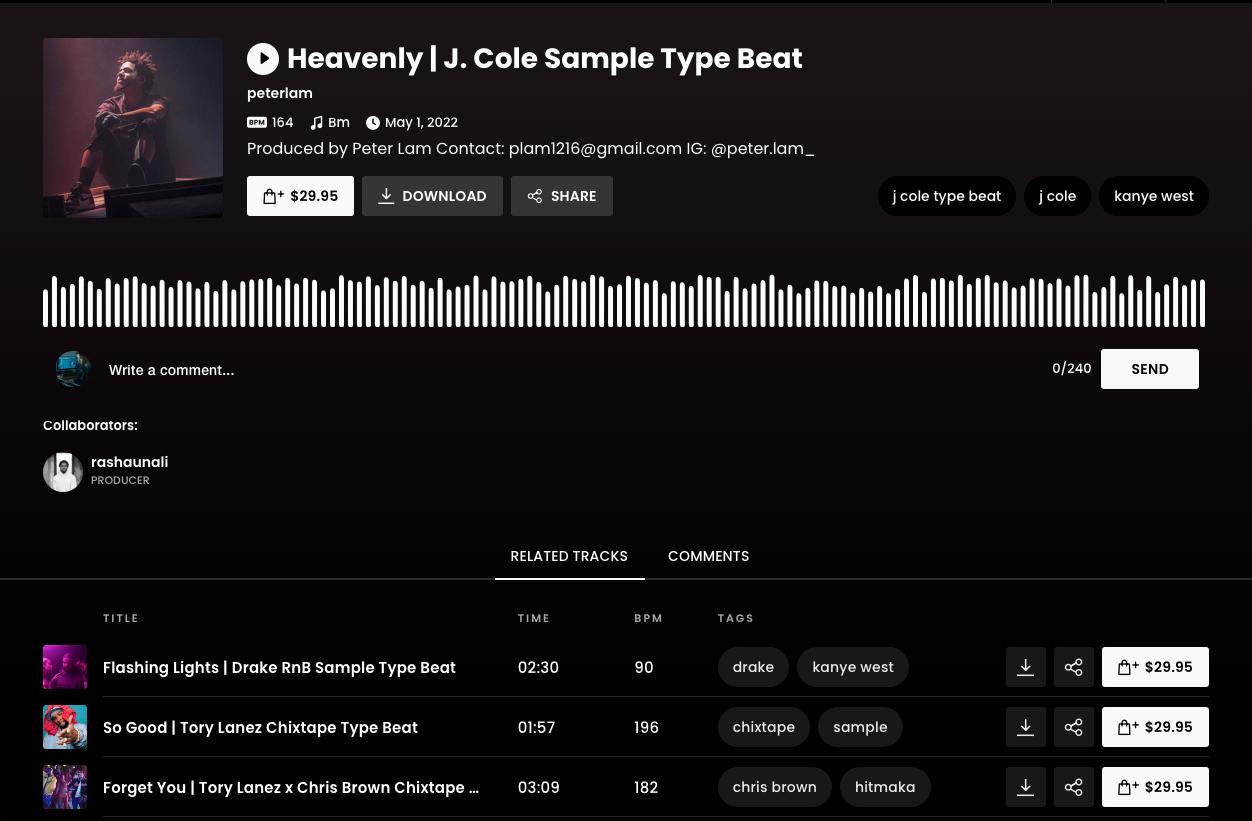 Heavenly | J. Cole Sample Type Beat
peterlam
BPM 164 Bm May 1, 2022
Produced by Peter Lam Contact: plam1216@gmail.com IG: @peter.lam_
+ $29.95 DOWNLOAD SHARE j cole type beat j cole kanye west
Write a comment... 0/240 SEND
Collaborators:
rashaunali
PRODUCER
RELATED TRACKS COMMENTS
TITLE TIME BPM TAGS
Flashing Lights | Drake RnB Sample Type Beat 02:30 90 drake kanye west + $29.95
So Good | Tory Lanez Chixtape Type Beat 01:57 196 chixtape sample + $29.95
Forget You | Tory Lanez x Chris Brown Chixtape ... 03:09 182 chris brown hitmaka + $29.95